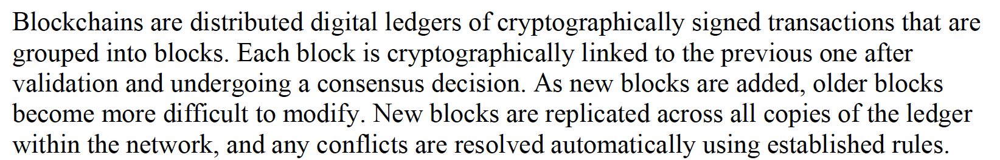 Blockchains are distributed digital ledgers of cryptographically signed transactions that are
grouped into blocks. Each block is cryptographically linked to the previous one after
validation and undergoing a consensus decision. As new blocks are added, older blocks
become more difficult to modify. New blocks are replicated across all copies of the ledger
within the network, and any conflicts are resolved automatically using established rules.